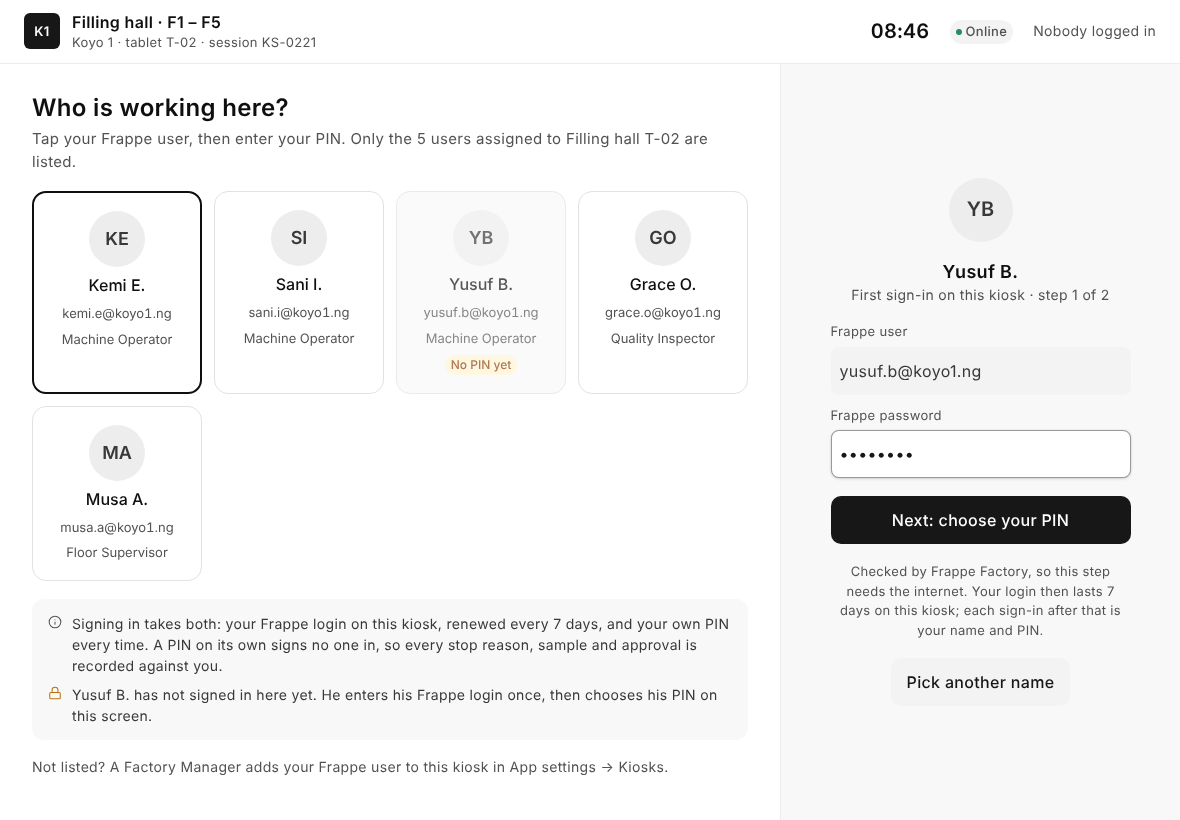 K1
Filling hall · F1 – F5
Koyo 1 · tablet T-02 · session KS-0221
08:46
Online
Nobody logged in
Who is working here?
Tap your Frappe user, then enter your PIN. Only the 5 users assigned to Filling hall T-02 are
listed.
KE
Kemi E.
kemi.e@koyo1.ng
Machine Operator
SI
Sani I.
sani.i@koyo1.ng
Machine Operator
YB
Yusuf B.
yusuf.b@koyo1.ng
Machine Operator
No PIN yet
GO
Grace O.
grace.o@koyo1.ng
Quality Inspector
MA
Musa A.
musa.a@koyo1.ng
Floor Supervisor
Signing in takes both: your Frappe login on this kiosk, renewed every 7 days, and your own PIN
every time. A PIN on its own signs no one in, so every stop reason, sample and approval is
recorded against you.
Yusuf B. has not signed in here yet. He enters his Frappe login once, then chooses his PIN on
this screen.
Not listed? A Factory Manager adds your Frappe user to this kiosk in App settings → Kiosks.
YB
Yusuf B.
First sign-in on this kiosk · step 1 of 2
Frappe user
yusuf.b@koyo1.ng
Frappe password
••••••••
Next: choose your PIN
Checked by Frappe Factory, so this step
needs the internet. Your login then lasts 7
days on this kiosk; each sign-in after that is
your name and PIN.
Pick another name